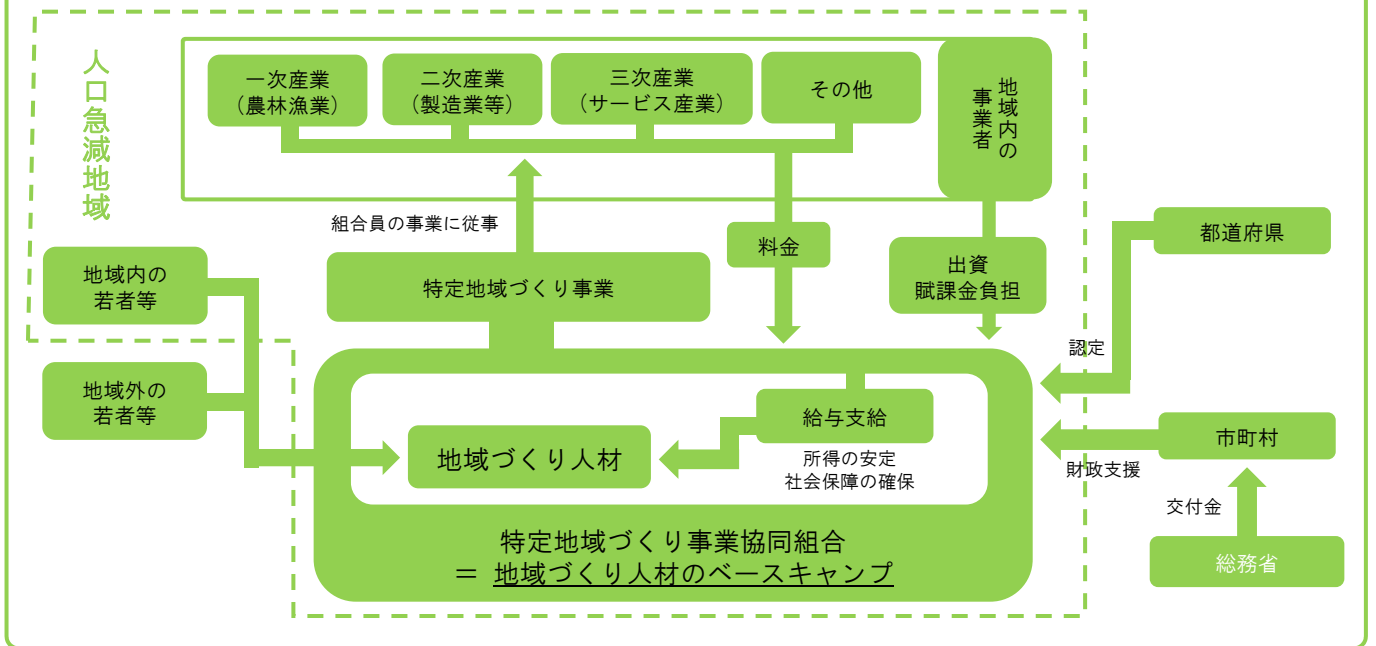 人口急減地域
一次産業
（農林漁業）
二次産業
（製造業等）
三次産業
（サービス産業）
その他
地域内の
事業者
組合員の事業に従事
料金
出資
賦課金負担
都道府県
地域内の
若者等
特定地域づくり事業
認定
地域外の
若者等
給与支給
地域づくり人材
所得の安定
社会保障の確保
市町村
財政支援
交付金
総務省
特定地域づくり事業協同組合
＝ 地域づくり人材のベースキャンプ